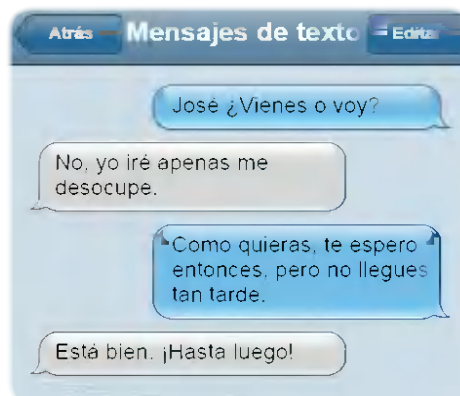 Atrás
Mensajes de texto
Editar
José ¿Vienes o voy?
No, yo iré apenas me
desocupe.
Como quieras, te espero
entonces, pero no llegues
tan tarde.
Está bien. ¡Hasta luego!